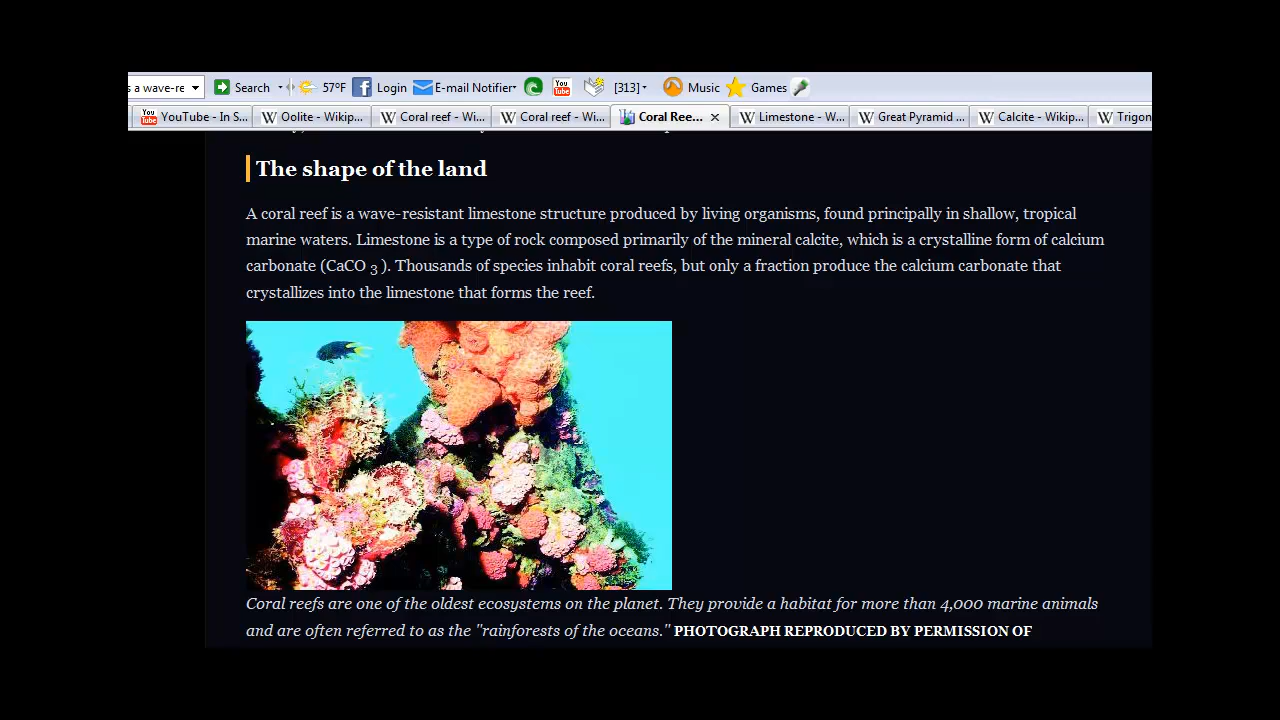 s a wave-re Search 57°F Login E-mail Notifier You Tube [313] Music Games
You Tube YouTube - In S... W Oolite - Wikip... W Coral reef - Wi... W Coral reef - Wi... Coral Ree... W Limestone - W... W Great Pyramid ... W Calcite - Wikip... W Trigon
The shape of the land
A coral reef is a wave-resistant limestone structure produced by living organisms, found principally in shallow, tropical
marine waters. Limestone is a type of rock composed primarily of the mineral calcite, which is a crystalline form of calcium
carbonate (CaCO 3 ). Thousands of species inhabit coral reefs, but only a fraction produce the calcium carbonate that
crystallizes into the limestone that forms the reef.
Coral reefs are one of the oldest ecosystems on the planet. They provide a habitat for more than 4,000 marine animals
and are often referred to as the "rainforests of the oceans." PHOTOGRAPH REPRODUCED BY PERMISSION OF